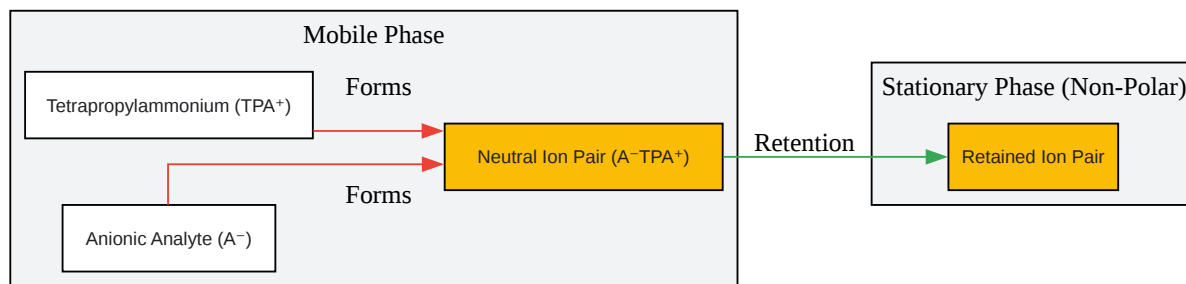 Mobile Phase
Tetrapropylammonium (TPA⁺)
Forms
Neutral Ion Pair (A⁻TPA⁺)
Forms
Anionic Analyte (A⁻)
Retention
Stationary Phase (Non-Polar)
Retained Ion Pair